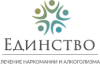 ЕДИНСТВО
ЛЕЧЕНИЕ НАРКОМАНИИ И АЛКОГОЛИЗМА